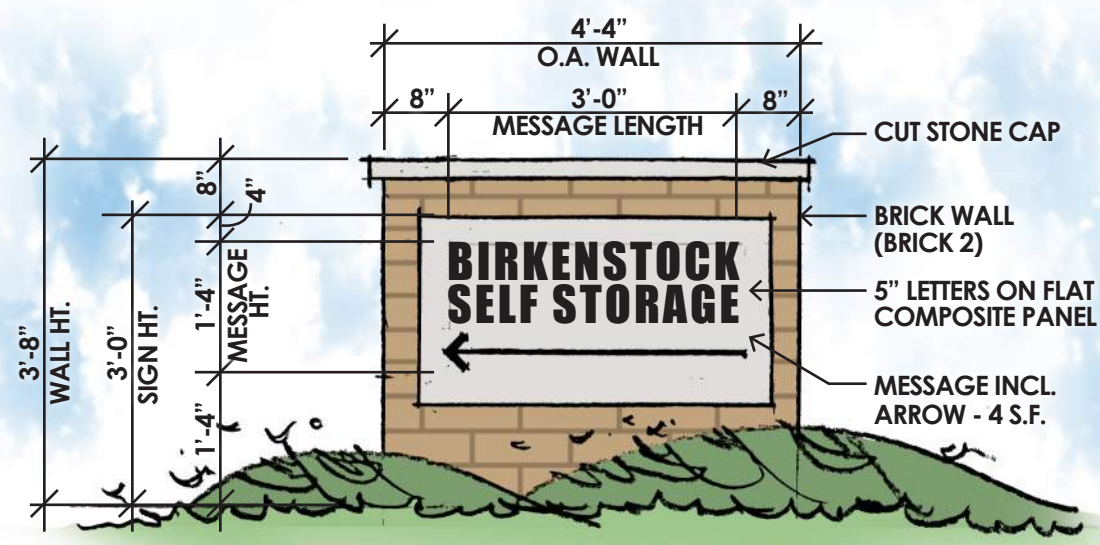 4'-4"
O.A. WALL
8"
3'-0"
8"
MESSAGE LENGTH
CUT STONE CAP
8"
4"
BRICK WALL
(BRICK 2)
BIRKENSTOCK
SELF STORAGE
5" LETTERS ON FLAT
COMPOSITE PANEL
MESSAGE INCL.
ARROW - 4 S.F.
3'-8"
WALL HT.
3'-0"
SIGN HT.
1'-4"
MESSAGE
HT.
1'-4"